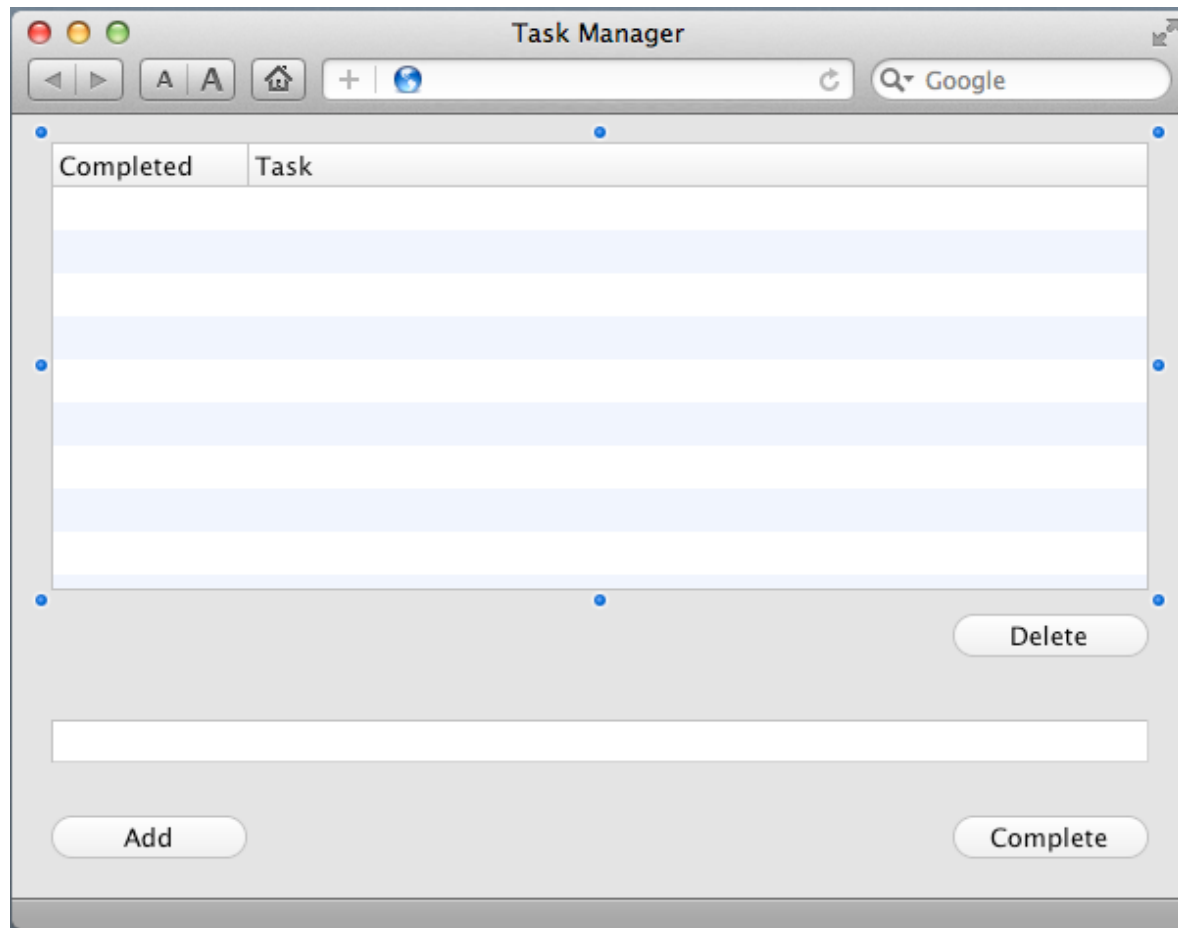 Task Manager
A A Google
Completed Task
Delete
Add Complete